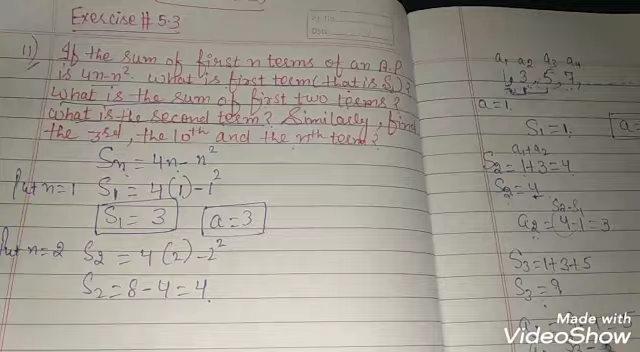 Exercise # 5.3
11) If the sum of first n terms of an A.P
is 4n-n². What is first term (that is S₁)?
What is the sum of first two terms?
What is the second term? Similarly, find
the 3rd, the 10th and the nth term?
Sn = 4n - n²
Put n=1 S₁ = 4(1) - 1²
S₁ = 3 a = 3
Put n=2 S₂ = 4(2) - 2²
S₂ = 8 - 4 = 4
a₁ a₂ a₃ a₄
1, 3, 5, 7,
a = 1.
S₁ = 1. a =
a₁+a₂
S₂ = 1+3 = 4.
S₂ = 4
S₂-S₁
a₂ = 4-1 = 3
S₃ = 1+3+5
S₃ = 9
Made with
VideoShow